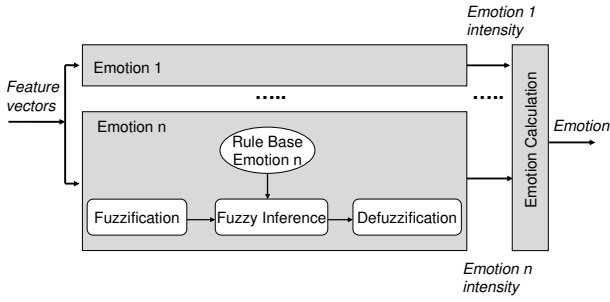 Emotion 1
intensity
Feature
vectors
Emotion 1
.....
.....
Emotion n
Rule Base
Emotion n
Fuzzification
Fuzzy Inference
Defuzzification
Emotion Calculation
Emotion
Emotion n
intensity